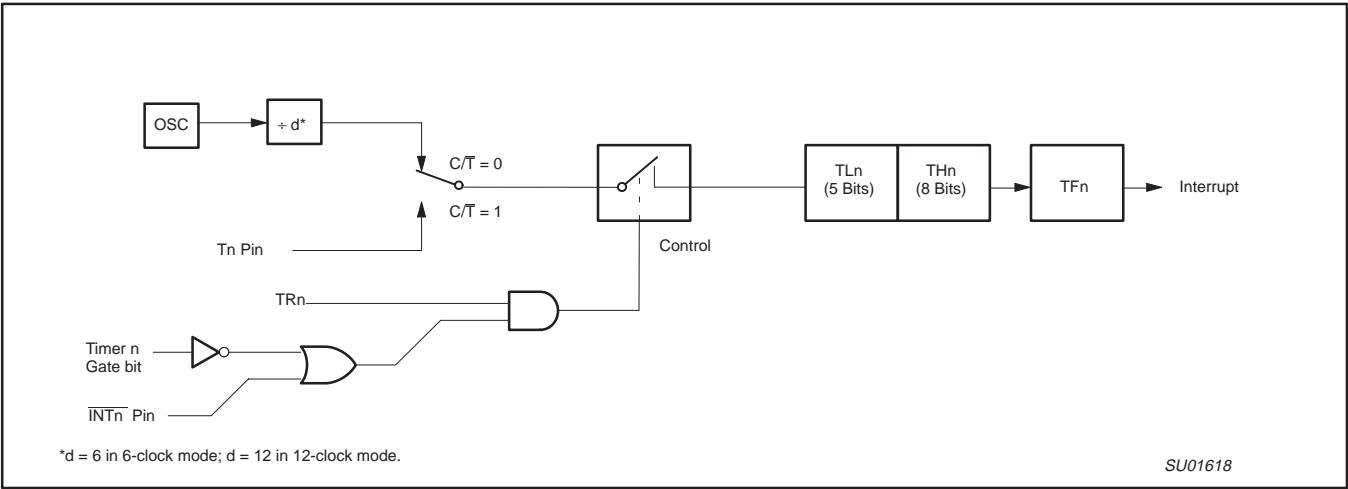 OSC
÷ d*
C/T̅ = 0
C/T̅ = 1
Tn Pin
TRn
Timer n
Gate bit
I̅N̅T̅n̅ Pin
Control
TLn
(5 Bits)
THn
(8 Bits)
TFn
Interrupt
*d = 6 in 6-clock mode; d = 12 in 12-clock mode.
SU01618